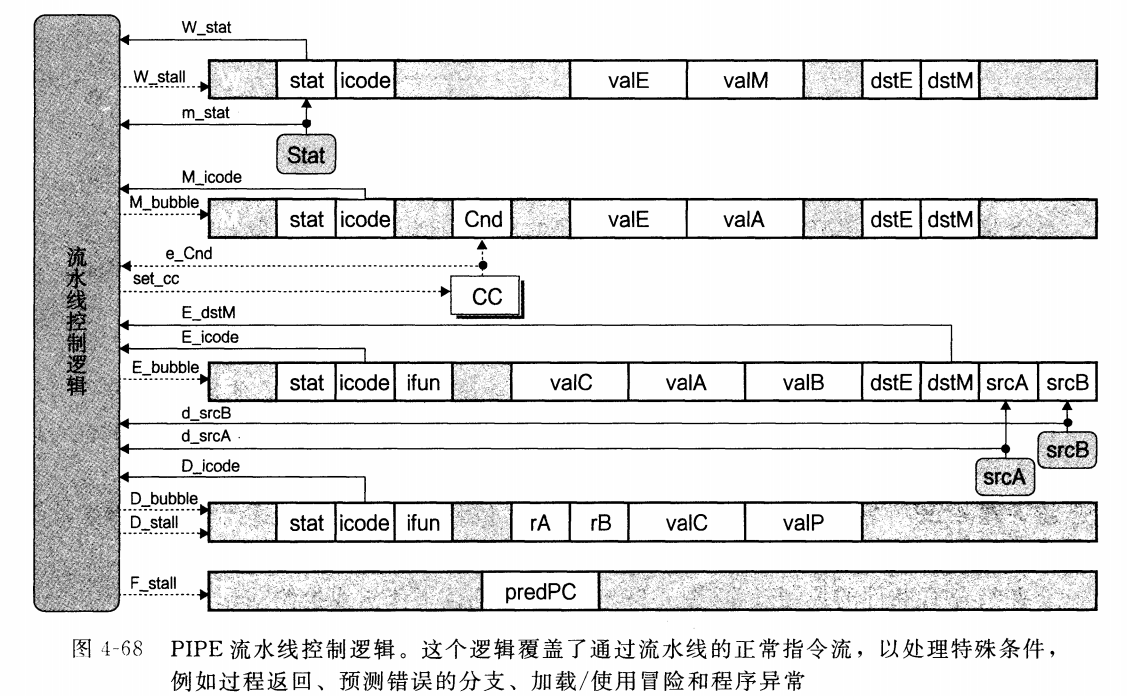 W_stat
W_stall
stat icode valE valM dstE dstM
m_stat
Stat
M_icode
M_bubble
stat icode Cnd valE valA dstE dstM
e_Cnd
set_cc
CC
流水线控制逻辑
E_dstM
E_icode
E_bubble
stat icode ifun valC valA valB dstE dstM srcA srcB
d_srcB
srcB
d_srcA
srcA
D_icode
D_bubble
D_stall
stat icode ifun rA rB valC valP
F_stall
predPC
图 4-68 PIPE 流水线控制逻辑。这个逻辑覆盖了通过流水线的正常指令流，以处理特殊条件，
例如过程返回、预测错误的分支、加载/使用冒险和程序异常